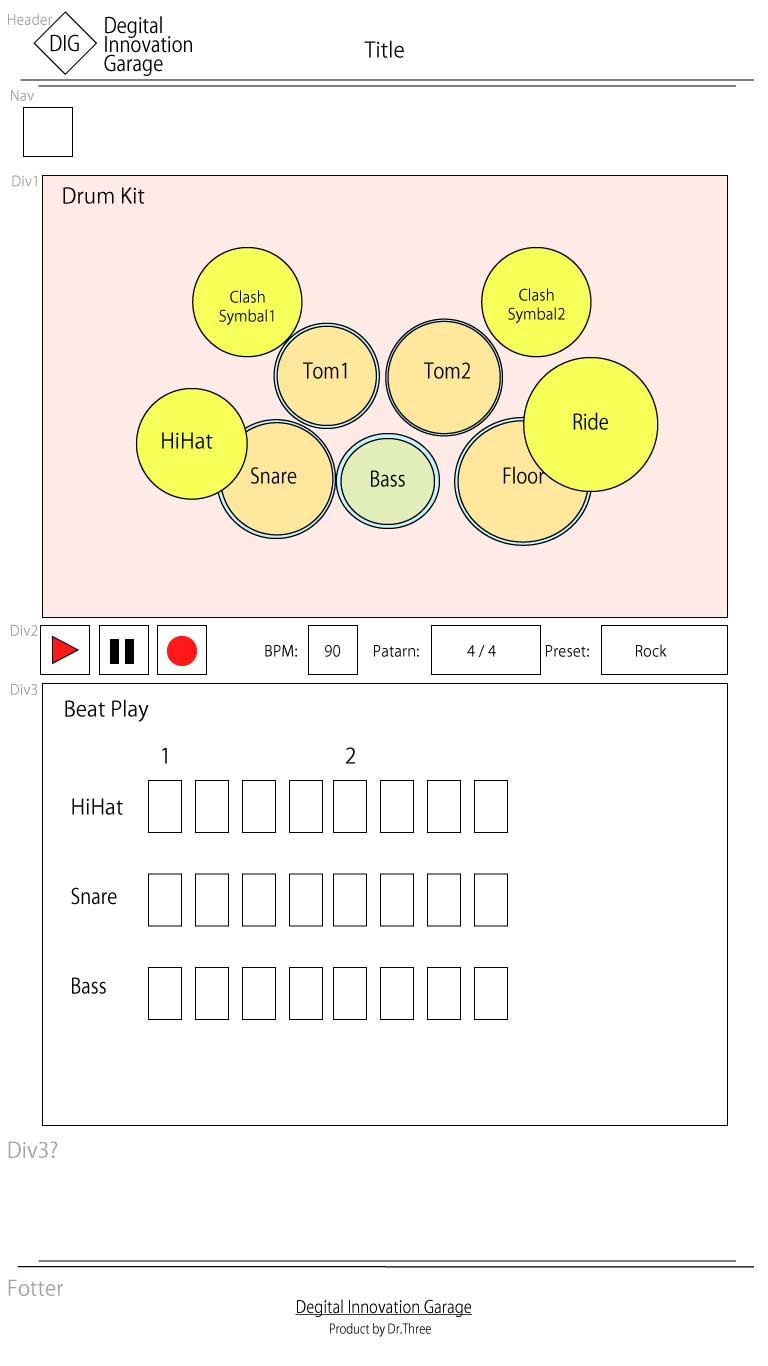 Header
DIG
Degital
Innovation
Garage
Title
Nav
Div1
Drum Kit
Clash
Symbal1
Clash
Symbal2
Tom1
Tom2
Ride
HiHat
Snare
Bass
Floor
Div2
BPM: 90 Patarn: 4 / 4 Preset: Rock
Div3
Beat Play
1 2
HiHat
Snare
Bass
Div3?
Fotter
Degital Innovation Garage
Product by Dr.Three